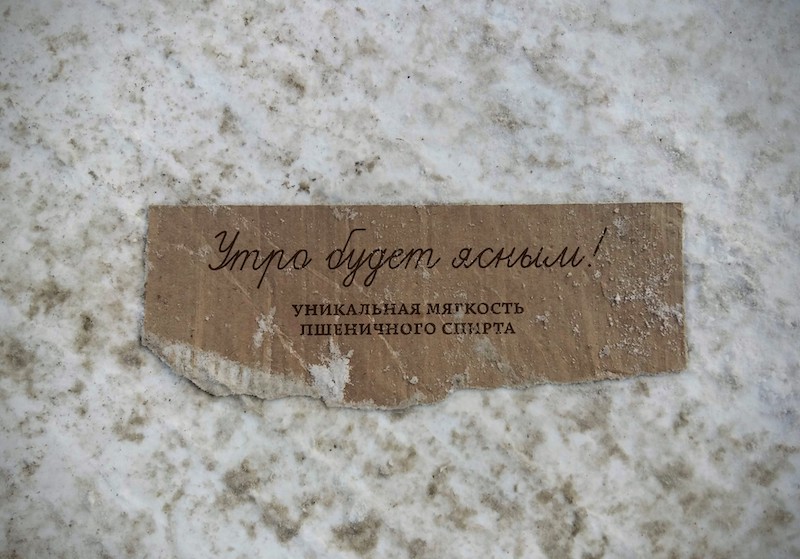 Утро будет ясным!
УНИКАЛЬНАЯ МЯГКОСТЬ
ПШЕНИЧНОГО СПИРТА